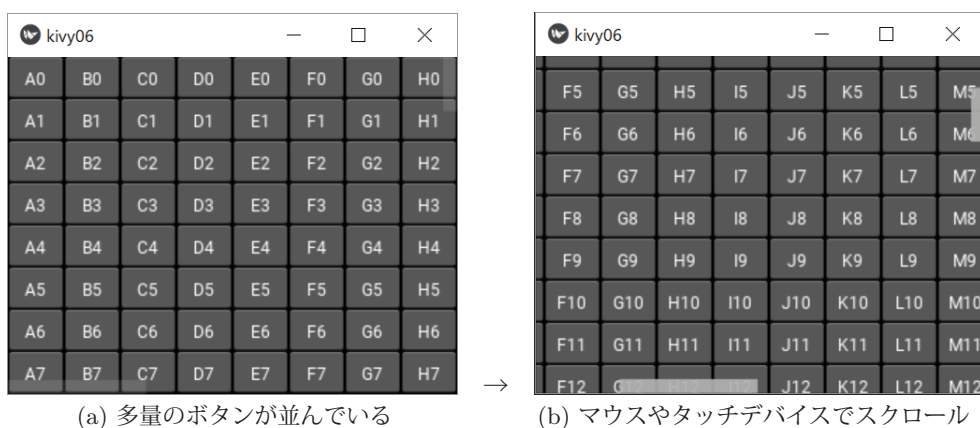 kivy06
A0 B0 C0 D0 E0 F0 G0 H0
A1 B1 C1 D1 E1 F1 G1 H1
A2 B2 C2 D2 E2 F2 G2 H2
A3 B3 C3 D3 E3 F3 G3 H3
A4 B4 C4 D4 E4 F4 G4 H4
A5 B5 C5 D5 E5 F5 G5 H5
A6 B6 C6 D6 E6 F6 G6 H6
A7 B7 C7 D7 E7 F7 G7 H7
(a) 多量のボタンが並んでいる
→
kivy06
F5 G5 H5 I5 J5 K5 L5 M5
F6 G6 H6 I6 J6 K6 L6 M6
F7 G7 H7 I7 J7 K7 L7 M7
F8 G8 H8 I8 J8 K8 L8 M8
F9 G9 H9 I9 J9 K9 L9 M9
F10 G10 H10 I10 J10 K10 L10 M10
F11 G11 H11 I11 J11 K11 L11 M11
F12 G12 H12 I12 J12 K12 L12 M12
(b) マウスやタッチデバイスでスクロール